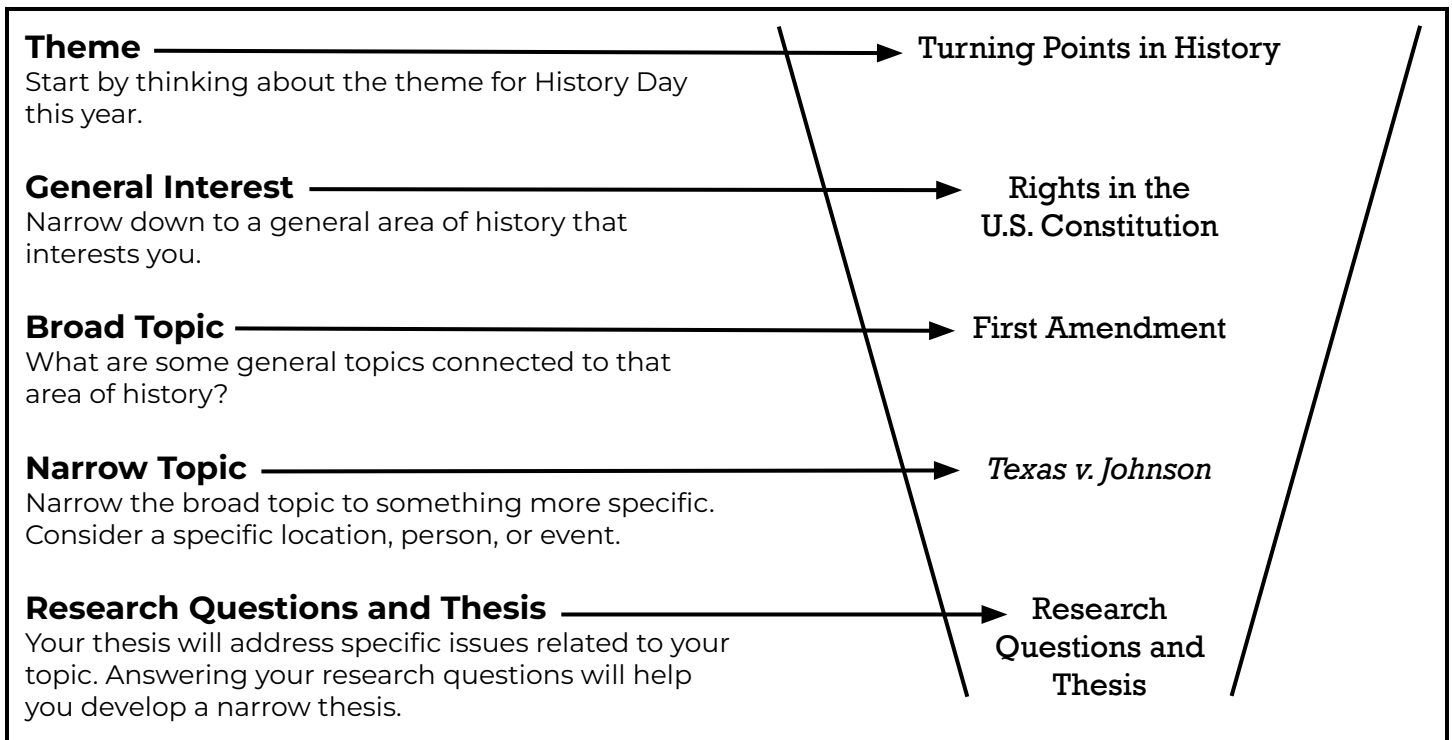 Theme
Turning Points in History
Start by thinking about the theme for History Day
this year.
General Interest
Rights in the
U.S. Constitution
Narrow down to a general area of history that
interests you.
Broad Topic
First Amendment
What are some general topics connected to that
area of history?
Narrow Topic
Texas v. Johnson
Narrow the broad topic to something more specific.
Consider a specific location, person, or event.
Research Questions and Thesis
Research
Questions and
Thesis
Your thesis will address specific issues related to your
topic. Answering your research questions will help
you develop a narrow thesis.